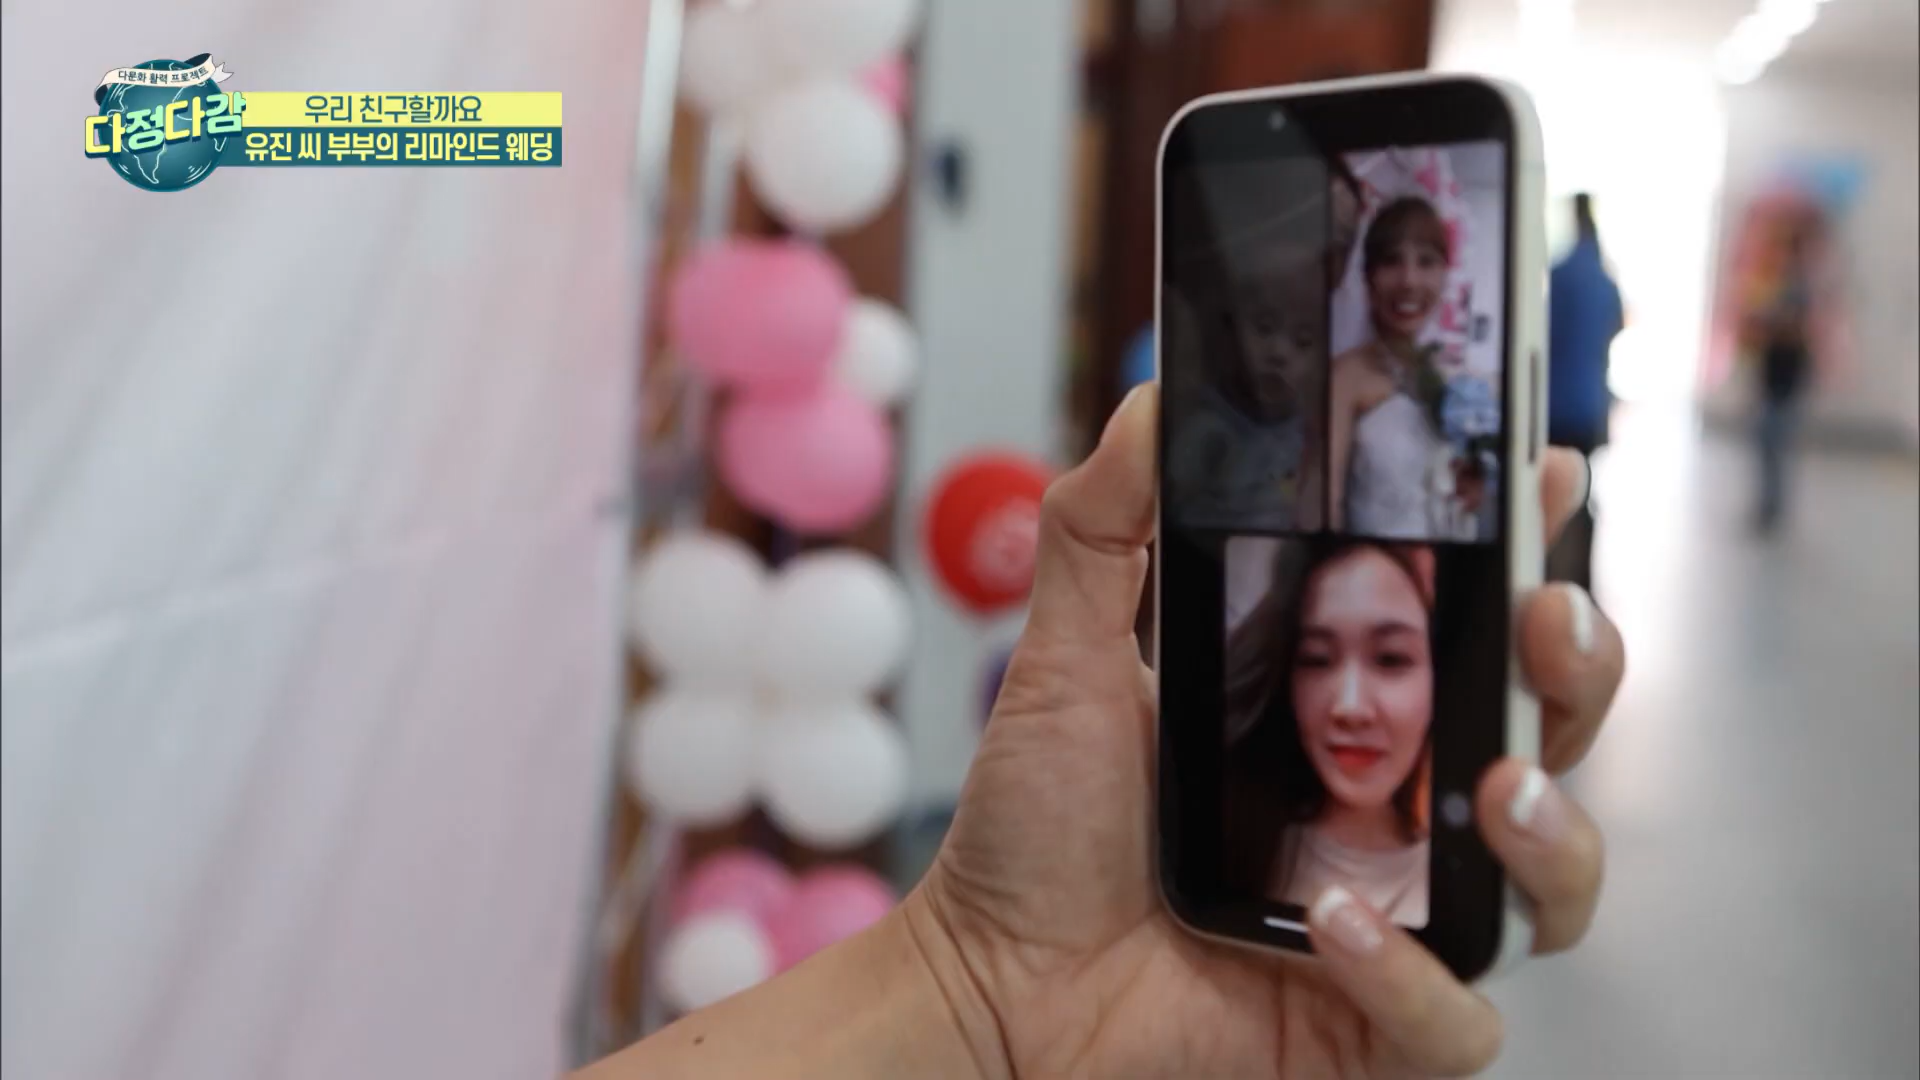 다문화 활력 프로젝트
다정다감
우리 친구할까요
유진 씨 부부의 리마인드 웨딩